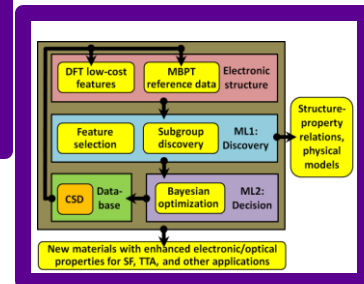 DFT low-cost
features
MBPT
reference data
Electronic
structure
Feature
selection
Subgroup
discovery
ML1:
Discovery
Structure-
property
relations,
physical
models
CSD
Data-
base
Bayesian
optimization
ML2:
Decision
New materials with enhanced electronic/optical
properties for SF, TTA, and other applications